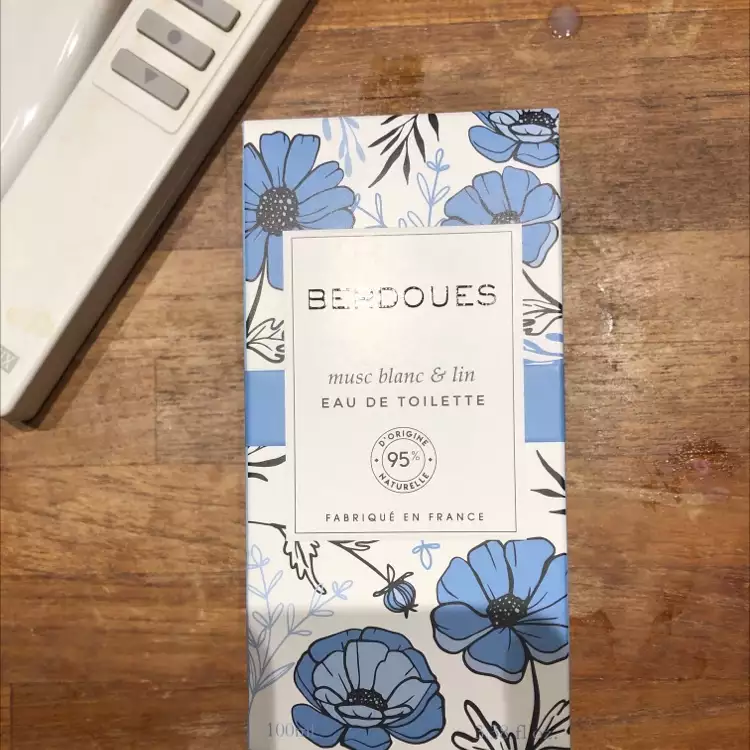 BERDOUES
musc blanc & lin
EAU DE TOILETTE
D'ORIGINE
95%
NATURELLE
FABRIQUÉ EN FRANCE
100ml